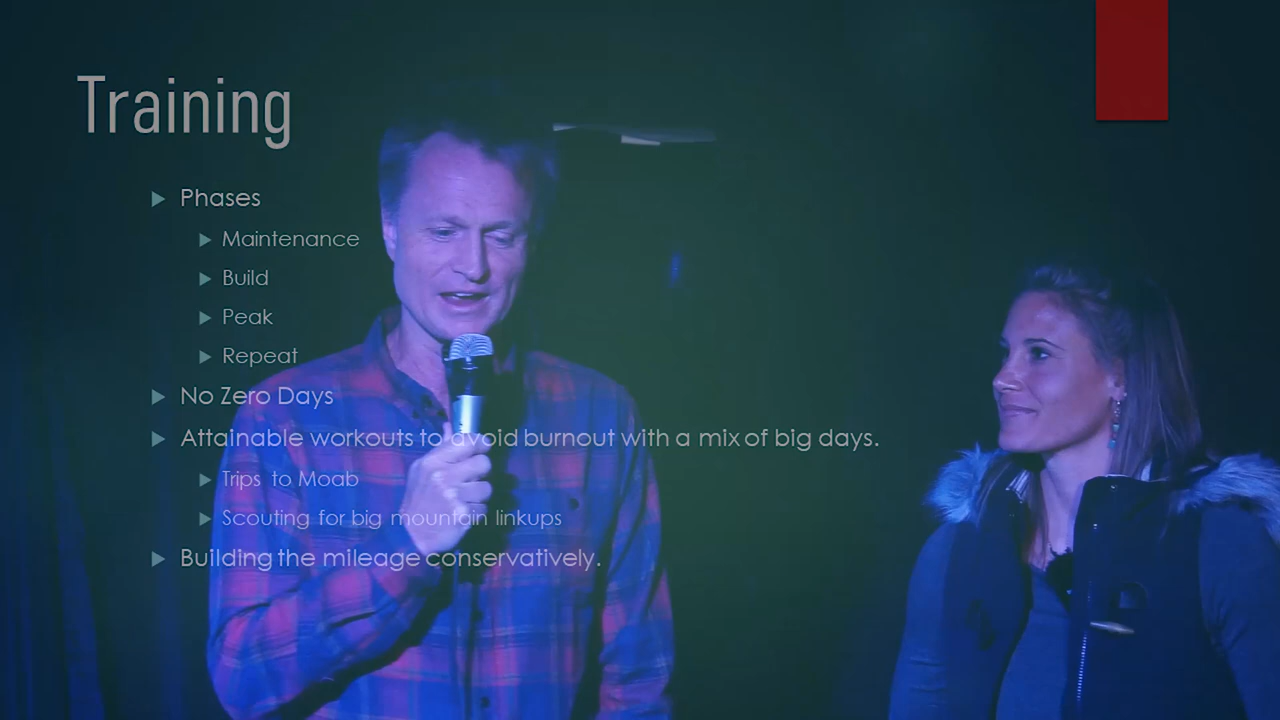 Training
Phases
Maintenance
Build
Peak
Repeat
No Zero Days
Attainable workouts to avoid burnout with a mix of big days.
Trips to Moab
Scouting for big mountain linkups
Building the mileage conservatively.